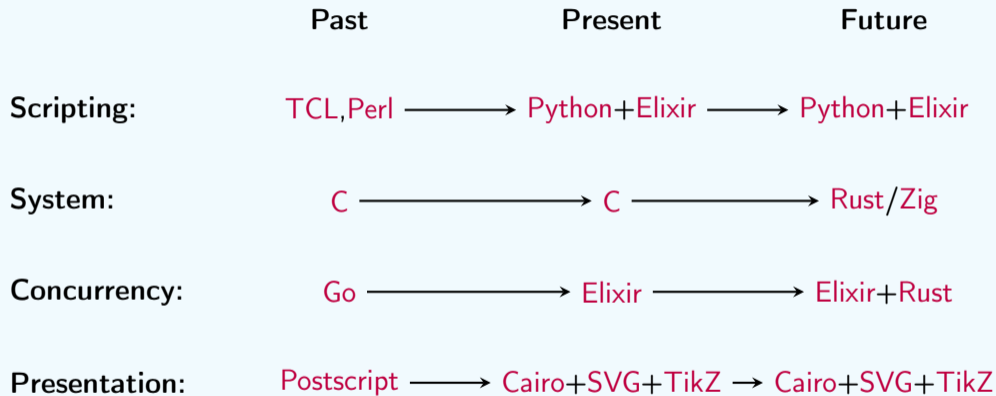 Past Present Future
Scripting: TCL,Perl Python+Elixir Python+Elixir
System: C C Rust/Zig
Concurrency: Go Elixir Elixir+Rust
Presentation: Postscript Cairo+SVG+TikZ Cairo+SVG+TikZ